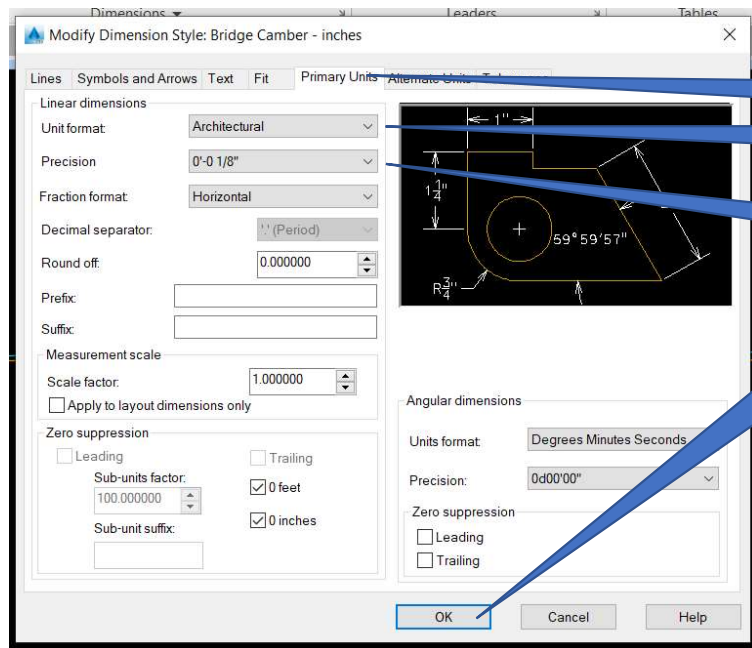 Dimensions Leaders Tables
Modify Dimension Style: Bridge Camber - inches
Lines Symbols and Arrows Text Fit Primary Units Alternate Units
Linear dimensions
Unit format: Architectural
Precision 0'-0 1/8"
Fraction format: Horizontal
Decimal separator: '.' (Period)
Round off: 0.000000
Prefix:
Suffix:
Measurement scale
Scale factor: 1.000000
Apply to layout dimensions only
Zero suppression
Leading Trailing
Sub-units factor:
100.000000
0 feet
Sub-unit suffix:
0 inches
1"
1 1/4"
59°59'57"
R3/4"
Angular dimensions
Units format: Degrees Minutes Seconds
Precision: 0d00'00"
Zero suppression
Leading
Trailing
OK Cancel Help